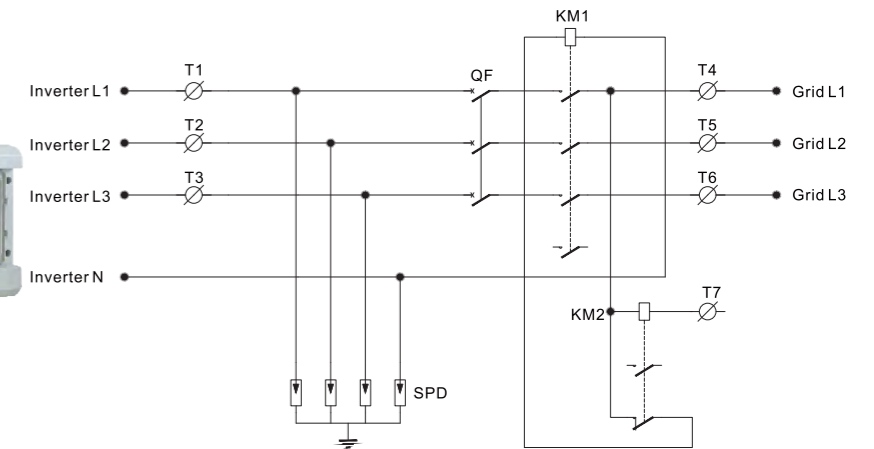 KM1
T1
QF
T4
Inverter L1
Grid L1
T2
T5
Inverter L2
Grid L2
T3
T6
Inverter L3
Grid L3
Inverter N
T7
KM2
SPD